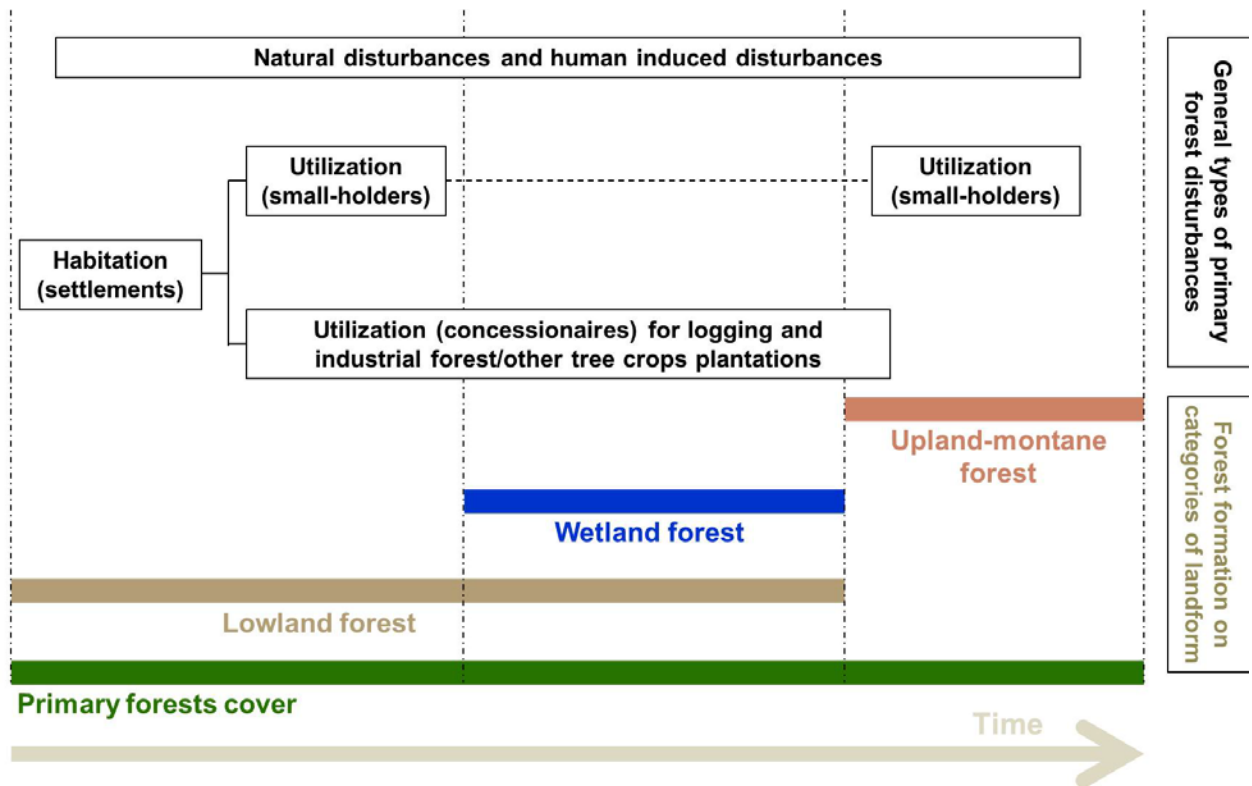 Natural disturbances and human induced disturbances
Utilization
(small-holders)
Utilization
(small-holders)
Habitation
(settlements)
Utilization (concessionaires) for logging and
industrial forest/other tree crops plantations
General types of primary
forest disturbances
Upland-montane
forest
Wetland forest
Lowland forest
Primary forests cover
Forest formation on
categories of landform
Time